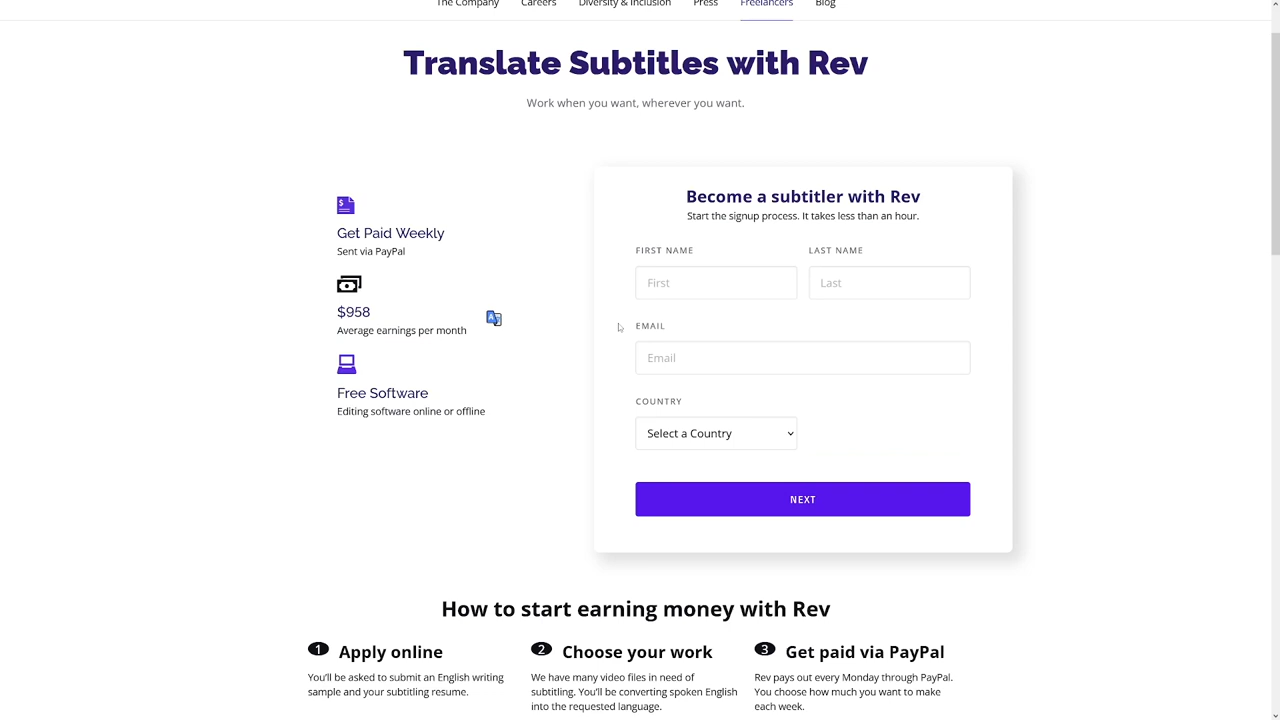 The Company Careers Diversity & Inclusion Press Freelancers Blog
Translate Subtitles with Rev
Work when you want, wherever you want.
Get Paid Weekly
Sent via PayPal
$958
Average earnings per month
Free Software
Editing software online or offline
Become a subtitler with Rev
Start the signup process. It takes less than an hour.
FIRST NAME LAST NAME
First Last
EMAIL
Email
COUNTRY
Select a Country
NEXT
How to start earning money with Rev
1 Apply online
You'll be asked to submit an English writing
sample and your subtitling resume.
2 Choose your work
We have many video files in need of
subtitling. You'll be converting spoken English
into the requested language.
3 Get paid via PayPal
Rev pays out every Monday through PayPal.
You choose how much you want to make
each week.